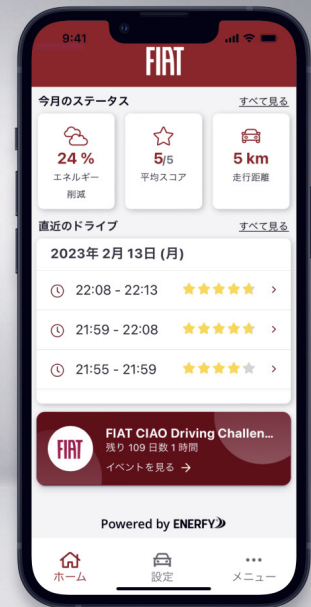 9:41
FIAT
今月のステータス すべて見る
24 % 5/5 5 km
エネルギー 平均スコア 走行距離
削減
直近のドライブ すべて見る
2023年 2月 13日 (月)
22:08 - 22:13
21:59 - 22:08
21:55 - 21:59
FIAT
FIAT CIAO Driving Challen...
残り 109 日数 1 時間
イベントを見る →
Powered by ENERFY
ホーム 設定 メニュー